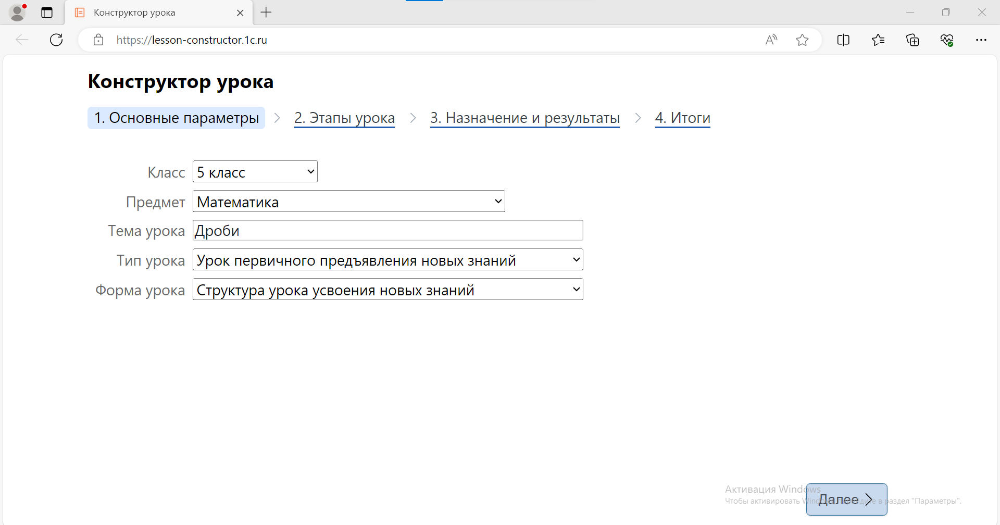 Конструктор урока
https://lesson-constructor.1c.ru
Конструктор урока
1. Основные параметры
2. Этапы урока
3. Назначение и результаты
4. Итоги
Класс 5 класс
Предмет Математика
Тема урока Дроби
Тип урока Урок первичного предъявления новых знаний
Форма урока Структура урока усвоения новых знаний
Активация Windows
Чтобы активировать Windows, перейдите в раздел "Параметры".
Далее